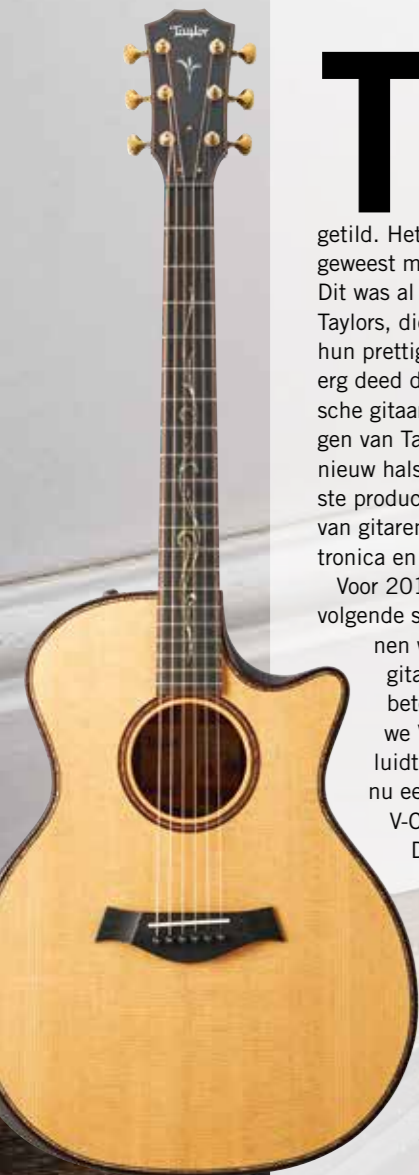 Taylor
T
getild. Het
geweest m
Dit was al
Taylors, di
hun prettig
erg deed d
sche gitaar
gen van Ta
nieuw hals
ste produc
van gitaren
tronica en
Voor 201
volgende s
nen v
gita
bet
we V
luidt
nu ee
V-C
D